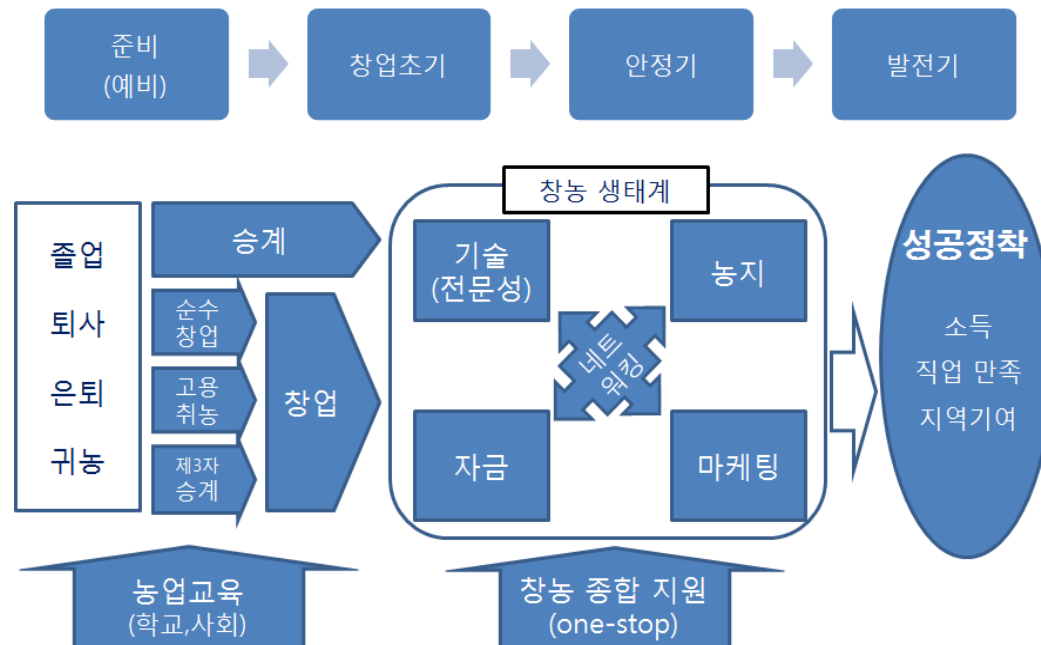 준비
(예비)
창업초기
안정기
발전기
창농 생태계
졸업
퇴사
은퇴
귀농
승계
순수
창업
고용
취농
제3자
승계
창업
기술
(전문성)
농지
네트
워킹
자금
마케팅
성공정착
소득
직업 만족
지역기여
농업교육
(학교,사회)
창농 종합 지원
(one-stop)